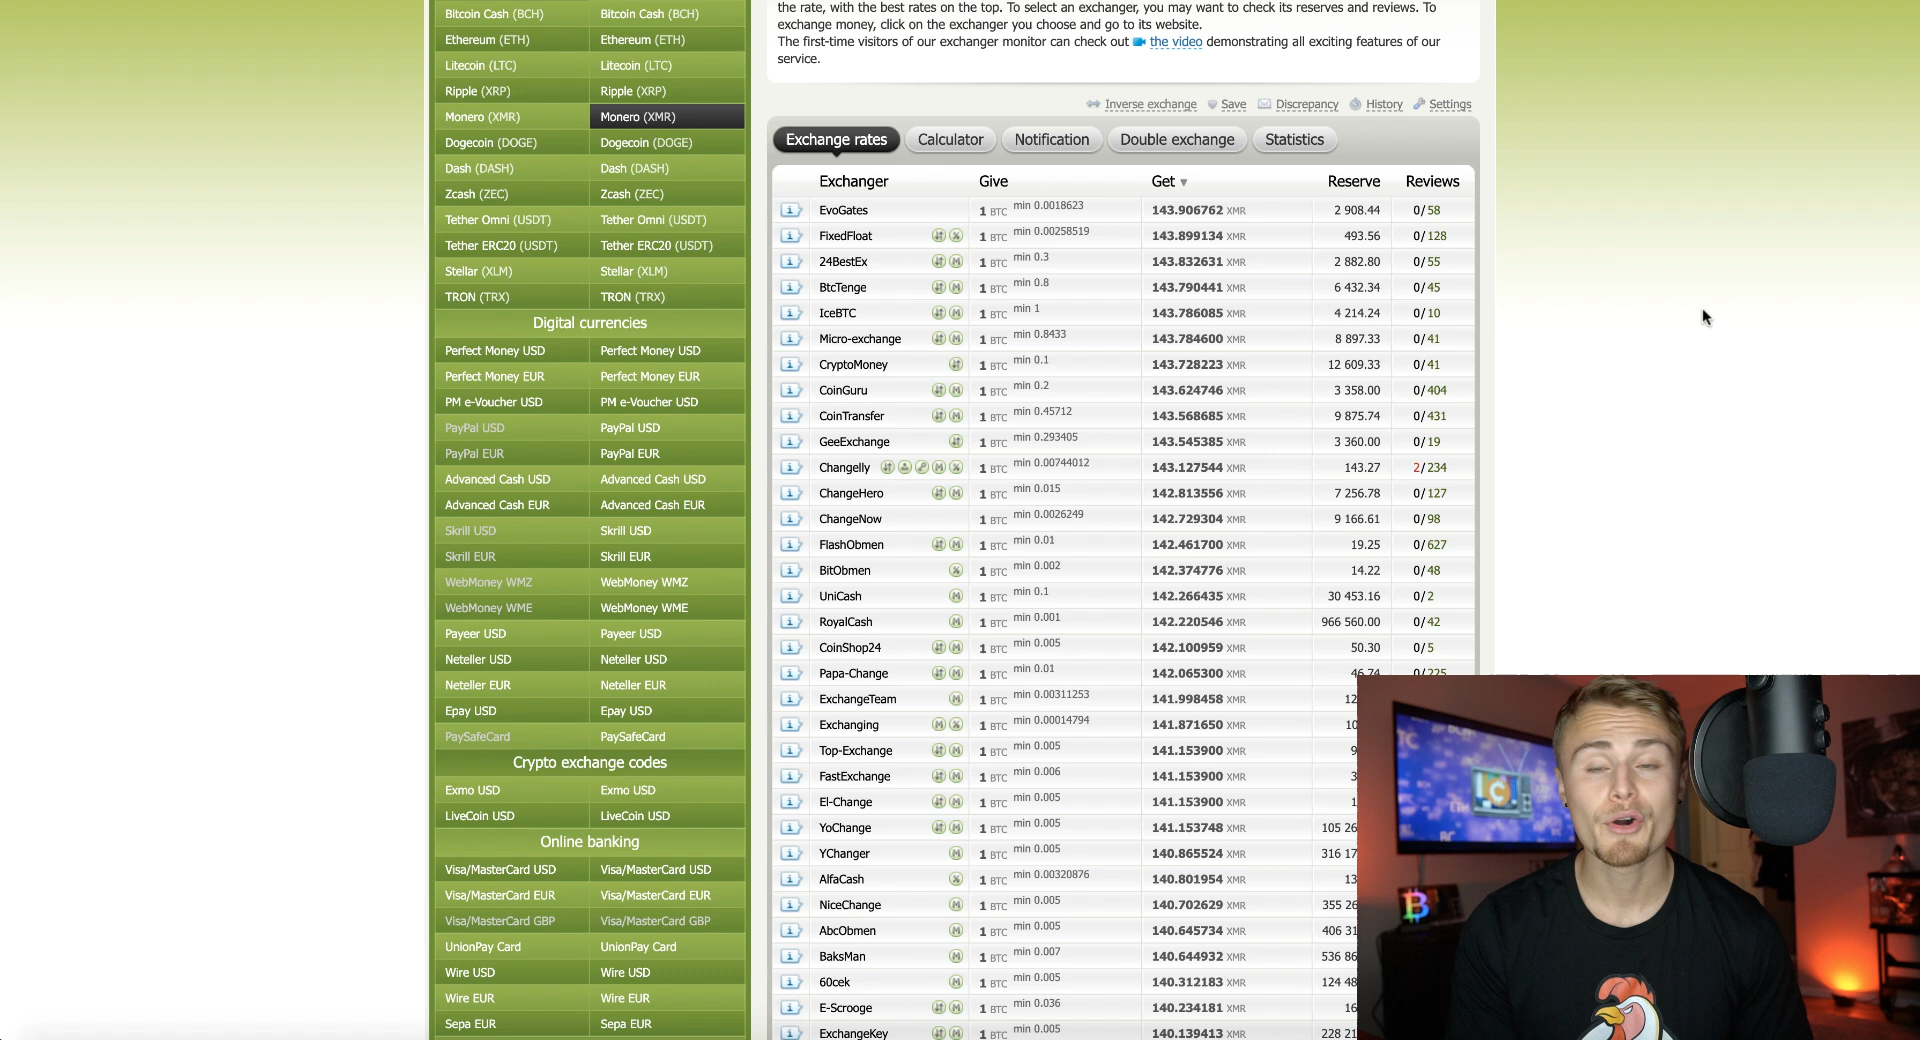 Bitcoin Cash (BCH) Bitcoin Cash (BCH)
Ethereum (ETH) Ethereum (ETH)
Litecoin (LTC) Litecoin (LTC)
Ripple (XRP) Ripple (XRP)
Monero (XMR) Monero (XMR)
Dogecoin (DOGE) Dogecoin (DOGE)
Dash (DASH) Dash (DASH)
Zcash (ZEC) Zcash (ZEC)
Tether Omni (USDT) Tether Omni (USDT)
Tether ERC20 (USDT) Tether ERC20 (USDT)
Stellar (XLM) Stellar (XLM)
TRON (TRX) TRON (TRX)
Digital currencies
Perfect Money USD Perfect Money USD
Perfect Money EUR Perfect Money EUR
PM e-Voucher USD PM e-Voucher USD
PayPal USD PayPal USD
PayPal EUR PayPal EUR
Advanced Cash USD Advanced Cash USD
Advanced Cash EUR Advanced Cash EUR
Skrill USD Skrill USD
Skrill EUR Skrill EUR
WebMoney WMZ WebMoney WMZ
WebMoney WME WebMoney WME
Payeer USD Payeer USD
Neteller USD Neteller USD
Neteller EUR Neteller EUR
Epay USD Epay USD
PaySafeCard PaySafeCard
Crypto exchange codes
Exmo USD Exmo USD
LiveCoin USD LiveCoin USD
Online banking
Visa/MasterCard USD Visa/MasterCard USD
Visa/MasterCard EUR Visa/MasterCard EUR
Visa/MasterCard GBP Visa/MasterCard GBP
UnionPay Card UnionPay Card
Wire USD Wire USD
Wire EUR Wire EUR
Sepa EUR Sepa EUR
the rate, with the best rates on the top. To select an exchanger, you may want to check its reserves and reviews. To
exchange money, click on the exchanger you choose and go to its website.
The first-time visitors of our exchanger monitor can check out the video demonstrating all exciting features of our
service.
Inverse exchange Save Discrepancy History Settings
Exchange rates Calculator Notification Double exchange Statistics
Exchanger Give Get ▼ Reserve Reviews
EvoGates 1 BTC min 0.0018623 143.906762 XMR 2 908.44 0/58
FixedFloat 1 BTC min 0.00258519 143.899134 XMR 493.56 0/128
24BestEx 1 BTC min 0.3 143.832631 XMR 2 882.80 0/55
BtcTenge 1 BTC min 0.8 143.790441 XMR 6 432.34 0/45
IceBTC 1 BTC min 1 143.786085 XMR 4 214.24 0/10
Micro-exchange 1 BTC min 0.8433 143.784600 XMR 8 897.33 0/41
CryptoMoney 1 BTC min 0.1 143.728223 XMR 12 609.33 0/41
CoinGuru 1 BTC min 0.2 143.624746 XMR 3 358.00 0/404
CoinTransfer 1 BTC min 0.45712 143.568685 XMR 9 875.74 0/431
GeeExchange 1 BTC min 0.293405 143.545385 XMR 3 360.00 0/19
Changelly 1 BTC min 0.00744012 143.127544 XMR 143.27 2/234
ChangeHero 1 BTC min 0.015 142.813556 XMR 7 256.78 0/127
ChangeNow 1 BTC min 0.0026249 142.729304 XMR 9 166.61 0/98
FlashObmen 1 BTC min 0.01 142.461700 XMR 19.25 0/627
BitObmen 1 BTC min 0.002 142.374776 XMR 14.22 0/48
UniCash 1 BTC min 0.1 142.266435 XMR 30 453.16 0/2
RoyalCash 1 BTC min 0.001 142.220546 XMR 966 560.00 0/42
CoinShop24 1 BTC min 0.005 142.100959 XMR 50.30 0/5
Papa-Change 1 BTC min 0.01 142.065300 XMR 46.74 0/225
ExchangeTeam 1 BTC min 0.00311253 141.998458 XMR 12
Exchanging 1 BTC min 0.00014794 141.871650 XMR 10
Top-Exchange 1 BTC min 0.005 141.153900 XMR 9
FastExchange 1 BTC min 0.006 141.153900 XMR 3
El-Change 1 BTC min 0.005 141.153900 XMR 1
YoChange 1 BTC min 0.005 141.153748 XMR 105 26
YChanger 1 BTC min 0.005 140.865524 XMR 316 17
AlfaCash 1 BTC min 0.00320876 140.801954 XMR 13
NiceChange 1 BTC min 0.005 140.702629 XMR 355 26
AbcObmen 1 BTC min 0.005 140.645734 XMR 406 31
BaksMan 1 BTC min 0.007 140.644932 XMR 536 86
60cek 1 BTC min 0.005 140.312183 XMR 124 48
E-Scrooge 1 BTC min 0.036 140.234181 XMR 16
ExchangeKey 1 BTC min 0.005 140.139413 XMR 228 21